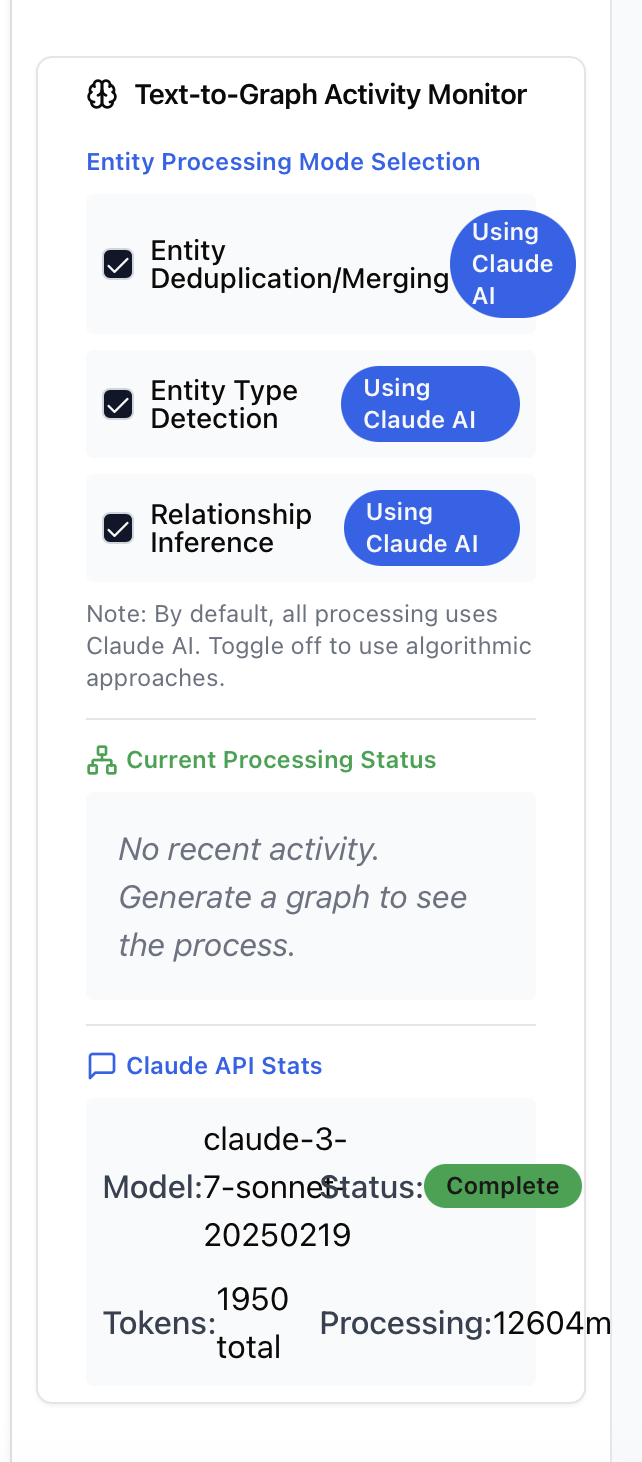 Text-to-Graph Activity Monitor
Entity Processing Mode Selection
Entity
Deduplication/Merging
Using
Claude
AI
Entity Type
Detection
Using
Claude AI
Relationship
Inference
Using
Claude AI
Note: By default, all processing uses
Claude AI. Toggle off to use algorithmic
approaches.
Current Processing Status
No recent activity.
Generate a graph to see
the process.
Claude API Stats
Model:
claude-3-
7-sonnet-
20250219
Status:
Complete
Tokens:
1950
total
Processing:
12604m